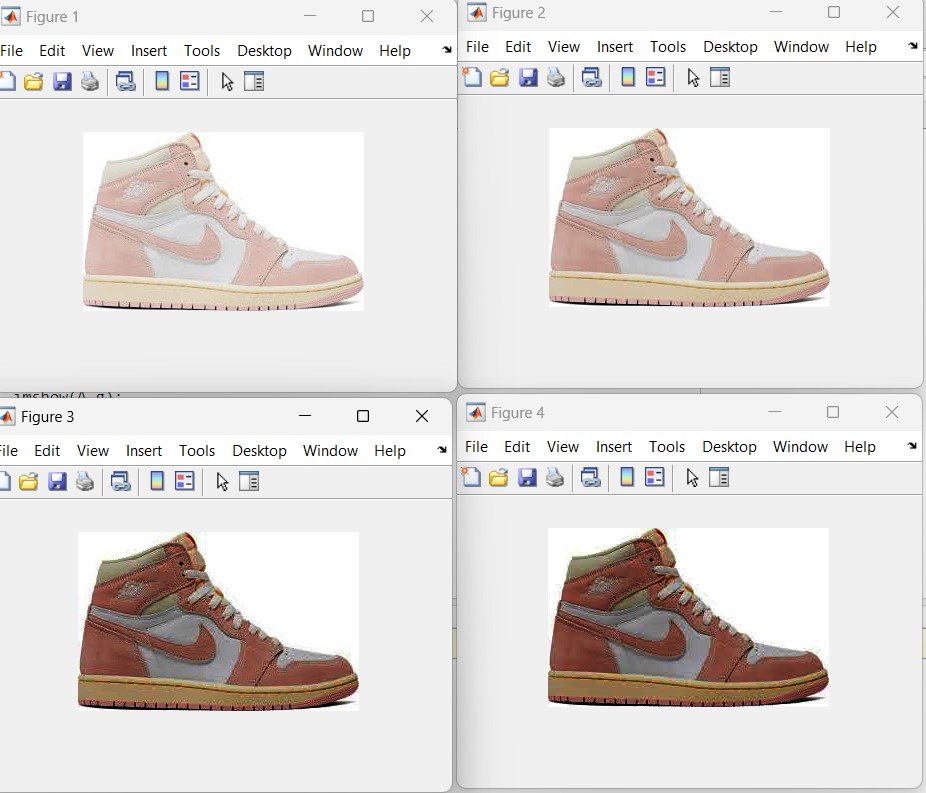 Figure 1
File Edit View Insert Tools Desktop Window Help
Figure 2
File Edit View Insert Tools Desktop Window Help
imshow(A,g);
Figure 3
File Edit View Insert Tools Desktop Window Help
Figure 4
File Edit View Insert Tools Desktop Window Help